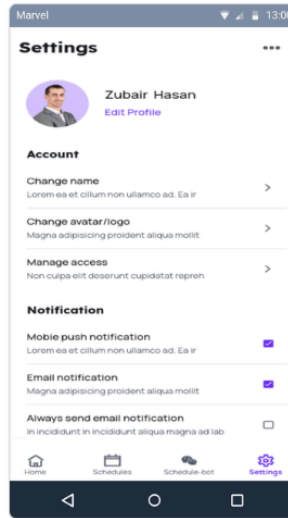 Marvel 13:00
Settings
Zubair Hasan
Edit Profile
Account
Change name
Lorem ea et cillum non ullamco ad. Ea ir
Change avatar/logo
Magna adipisicing proident aliqua mollit
Manage access
Non culpa elit deserunt cupidatat repreh
Notification
Mobie push notification
Lorem ea et cillum non ullamco ad. Ea ir
Email notification
Magna adipisicing proident aliqua mollit
Always send email notification
In incididunt in incididunt aliqua magna ad lab
Home Schedules Schedule-bot Settings